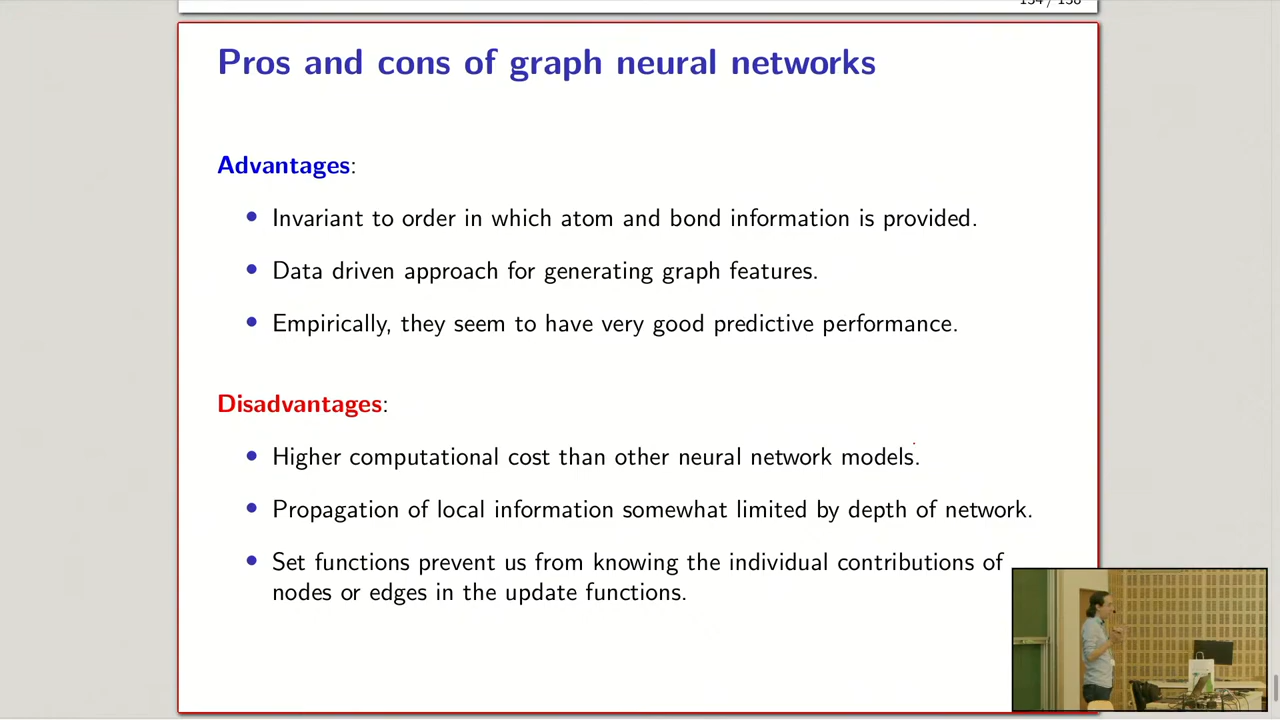 Pros and cons of graph neural networks
Advantages:
• Invariant to order in which atom and bond information is provided.
• Data driven approach for generating graph features.
• Empirically, they seem to have very good predictive performance.
Disadvantages:
• Higher computational cost than other neural network models.
• Propagation of local information somewhat limited by depth of network.
• Set functions prevent us from knowing the individual contributions of
nodes or edges in the update functions.